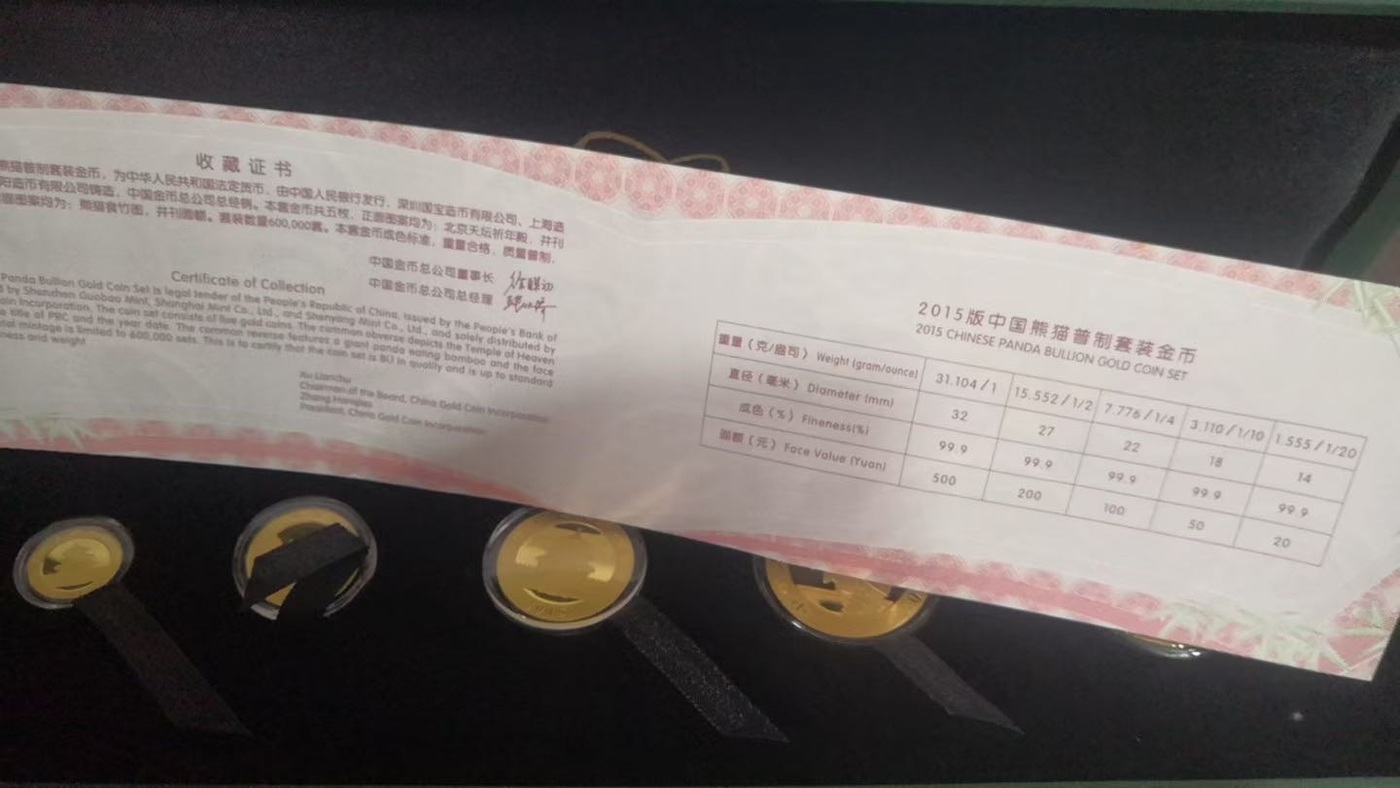 收藏证书
熊猫普制套装金币，为中华人民共和国法定货币，由中国人民银行发行，深圳国宝造币有限公司、上海造
阳造币有限公司铸造，中国金币总公司总经销。本套金币共五枚，正面图案均为：北京天坛祈年殿，并刊
面图案均为：熊猫食竹图，并刊面额。套装数量600,000套。本套金币成色标准，重量合格，质量普制，
中国金币总公司董事长
中国金币总公司总经理
Certificate of Collection
Panda Bullion Gold Coin Set is legal tender of the People's Republic of China, issued by the People's Bank of
d by Shenzhen Guobao Mint, Shanghai Mint Co., Ltd., and Shenyang Mint Co., Ltd., and solely distributed by
oin Incorporation. The coin set consists of five gold coins. The common obverse depicts the Temple of Heaven
e title of PRC and the year date. The common reverse features a giant panda eating bamboo and the face
tal mintage is limited to 600,000 sets. This is to certify that the coin set is BU in quality and is up to standard
ness and weight
Xu Lianchu
Chairman of the Board, China Gold Coin Incorporation
Zhang Hanqiao
President, China Gold Coin Incorporation
2015版中国熊猫普制套装金币
2015 CHINESE PANDA BULLION GOLD COIN SET
重量（克/盎司） Weight (gram/ounce) 31.104/1 15.552/1/2 7.776/1/4 3.110/1/10 1.555/1/20
直径（毫米） Diameter (mm) 32 27 22 18 14
成色（%） Fineness(%) 99.9 99.9 99.9 99.9 99.9
面额（元） Face Value (Yuan) 500 200 100 50 20